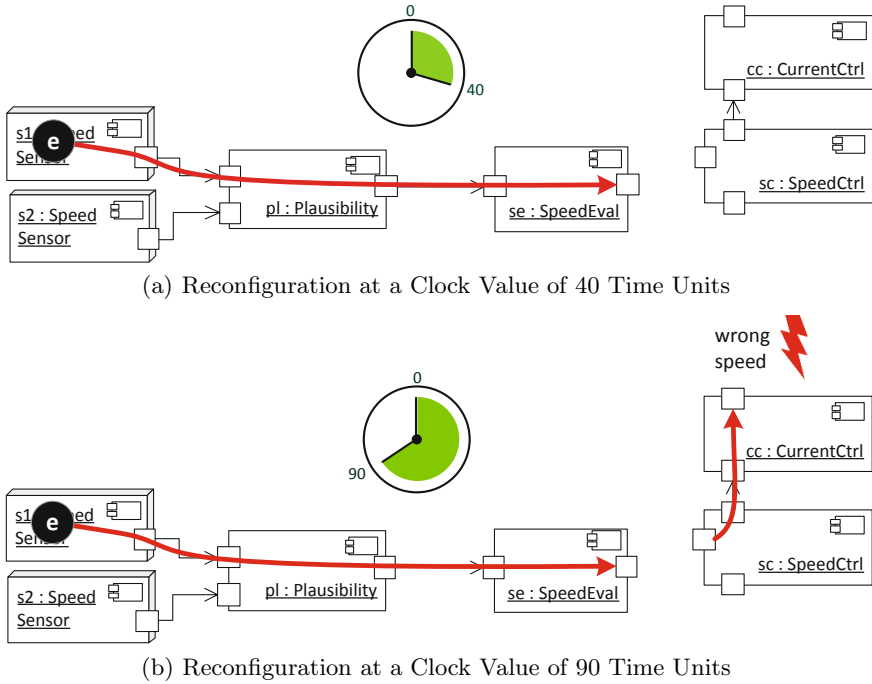 0
40
cc : CurrentCtrl
s1
eed
e
Sensor
sc : SpeedCtrl
pl : Plausibility
s2 : Speed
Sensor
se : SpeedEval
(a) Reconfiguration at a Clock Value of 40 Time Units
wrong
speed
0
90
cc : CurrentCtrl
s1
ed
e
Sensor
sc : SpeedCtrl
pl : Plausibility
se : SpeedEval
s2 : Speed
Sensor
(b) Reconfiguration at a Clock Value of 90 Time Units